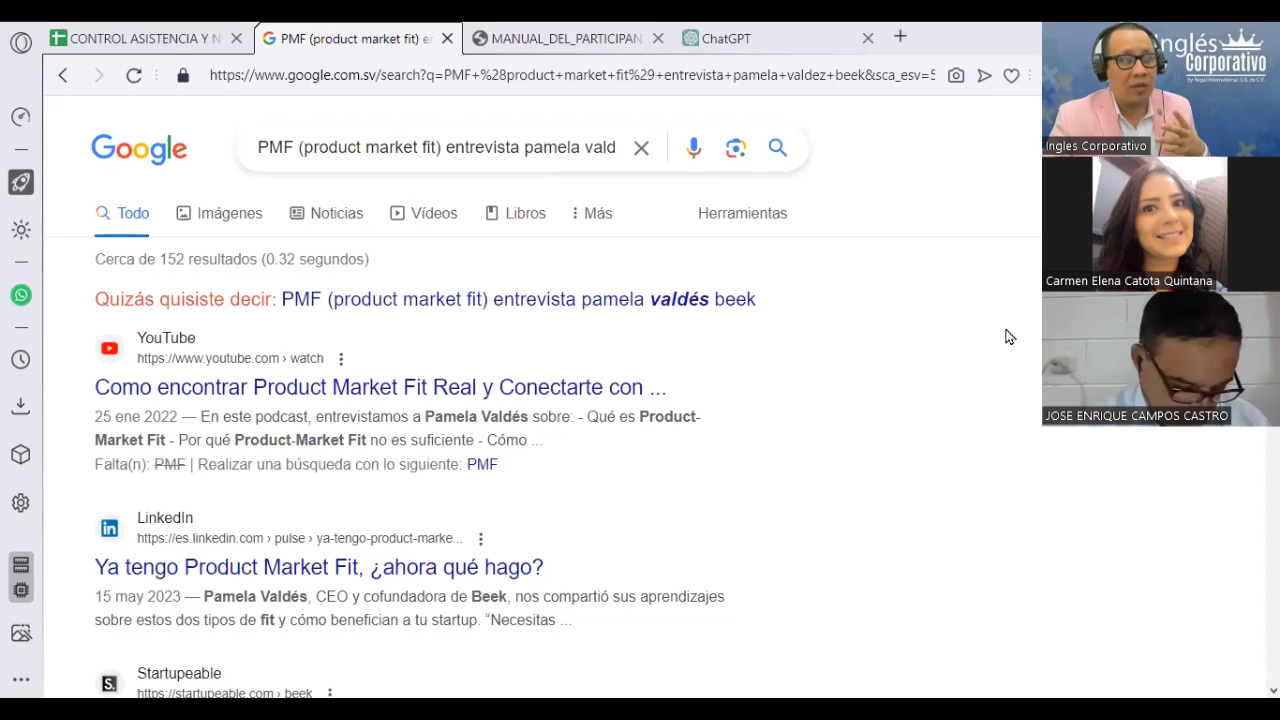 CONTROL ASISTENCIA Y N
PMF (product market fit) e
MANUAL_DEL_PARTICIPAN
ChatGPT
https://www.google.com.sv/search?q=PMF+%28product+market+fit%29+entrevista+pamela+valdez+beek&sca_esv=5
Google
PMF (product market fit) entrevista pamela vald
Todo
Imágenes
Noticias
Vídeos
Libros
Más
Herramientas
Cerca de 152 resultados (0.32 segundos)
Quizás quisiste decir: PMF (product market fit) entrevista pamela valdés beek
YouTube
https://www.youtube.com › watch
Como encontrar Product Market Fit Real y Conectarte con ...
25 ene 2022 — En este podcast, entrevistamos a Pamela Valdés sobre: - Qué es Product-
Market Fit - Por qué Product-Market Fit no es suficiente - Cómo ...
Falta(n): PMF | Realizar una búsqueda con lo siguiente: PMF
LinkedIn
https://es.linkedin.com › pulse › ya-tengo-product-marke...
Ya tengo Product Market Fit, ¿ahora qué hago?
15 may 2023 — Pamela Valdés, CEO y cofundadora de Beek, nos compartió sus aprendizajes
sobre estos dos tipos de fit y cómo benefician a tu startup. “Necesitas ...
Startupeable
https://startupeable.com › beek
Inglés
Corporativo
Ingles Corporativo
Carmen Elena Catota Quintana
JOSE ENRIQUE CAMPOS CASTRO